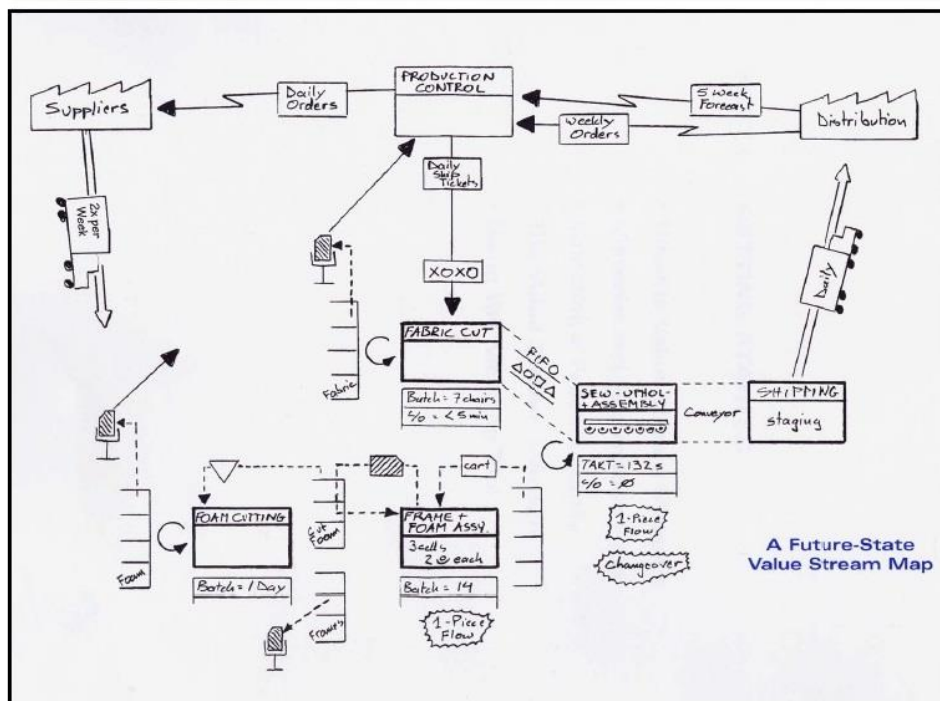 Suppliers
Daily
Orders
PRODUCTION
CONTROL
5 Week
Forecast
Weekly
Orders
Distribution
2x per
Week
Daily
Ship
Tickets
Daily
XOXO
Fabric
FABRIC CUT
Batch = 7 chairs
c/o = <5 min
FIFO
SEW-UPHOL-
+ ASSEMBLY
TAKT = 132 s
c/o = Ø
Conveyor
SHIPPING
staging
1-Piece
Flow
Changeover
Foam
FOAM CUTTING
Batch = 1 Day
Cut
Foam
Frames
cart
FRAME +
FOAM ASSY.
3 cells
2 each
Batch = 14
1-Piece
Flow
A Future-State
Value Stream Map